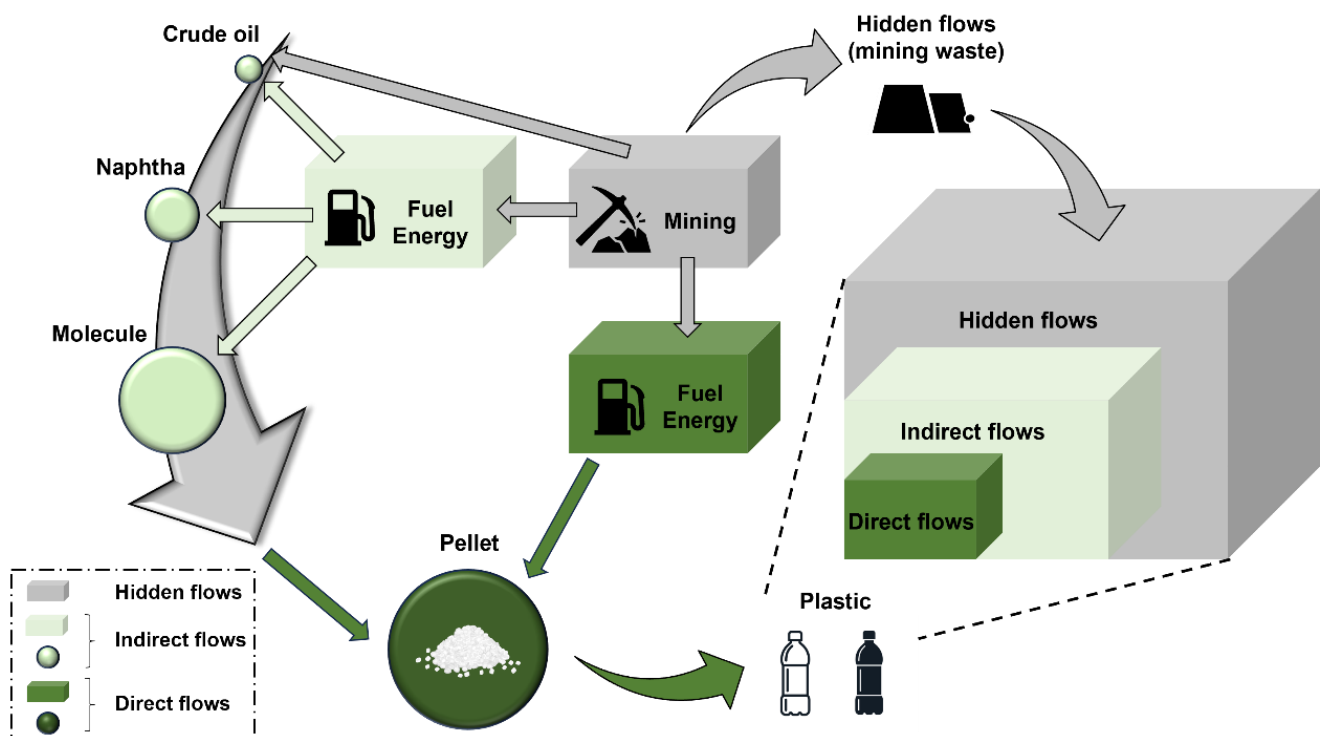 Crude oil
Hidden flows
(mining waste)
Naphtha
Fuel
Energy
Mining
Molecule
Hidden flows
Fuel
Energy
Indirect flows
Direct flows
Pellet
Plastic
Hidden flows
Indirect flows
Direct flows